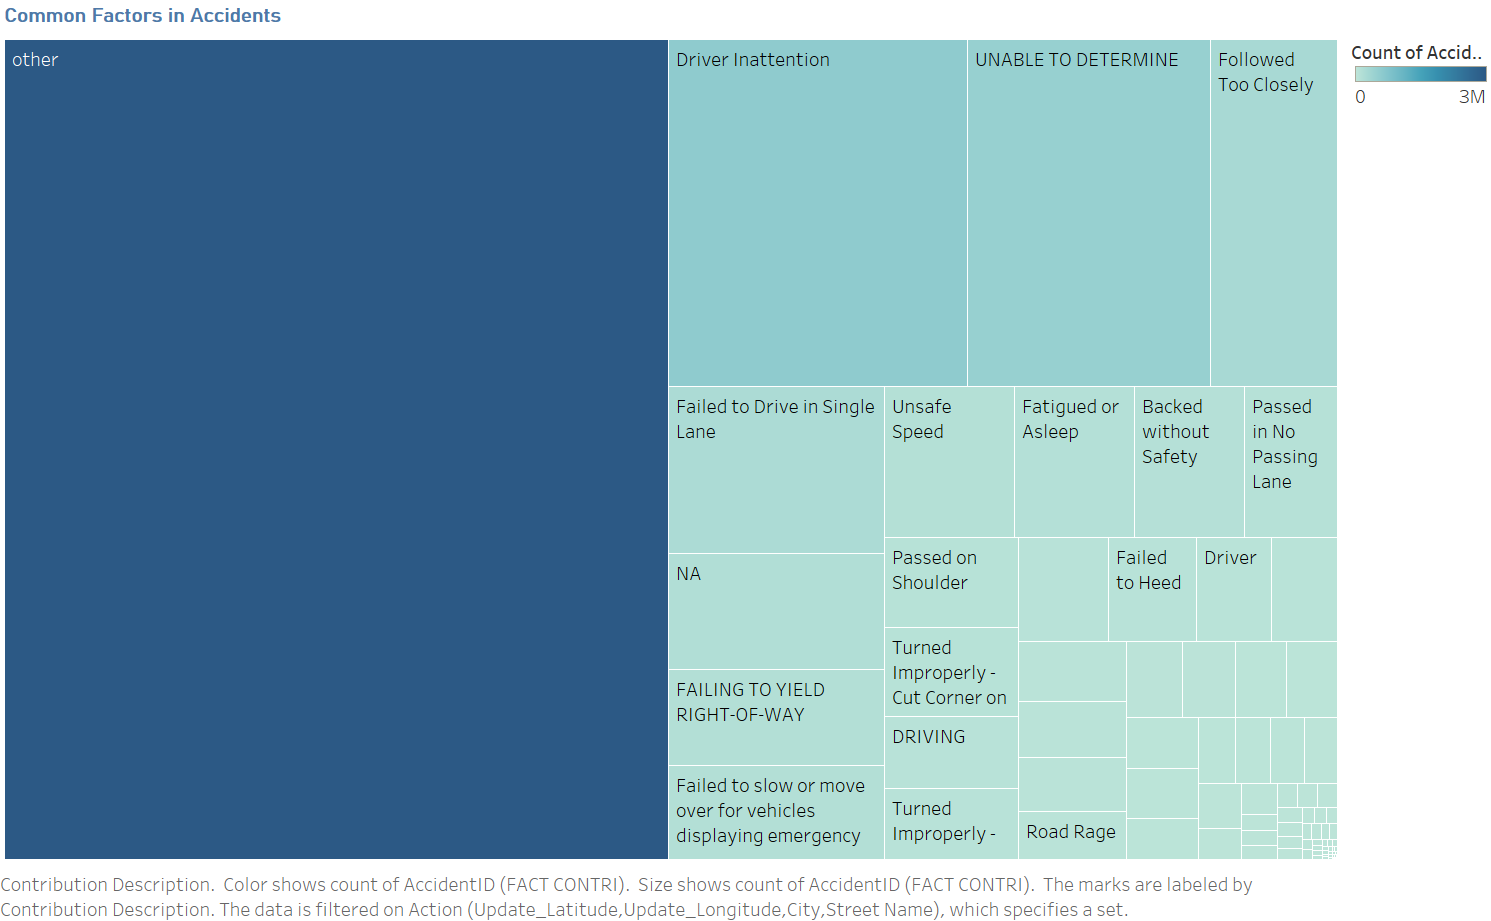 Common Factors in Accidents
other
Driver Inattention
UNABLE TO DETERMINE
Followed
Too Closely
Count of Accid..
0
3M
Failed to Drive in Single
Lane
Unsafe
Speed
Fatigued or
Asleep
Backed
without
Safety
Passed
in No
Passing
Lane
NA
Passed on
Shoulder
Failed
to Heed
Driver
Turned
Improperly -
Cut Corner on
FAILING TO YIELD
RIGHT-OF-WAY
DRIVING
Failed to slow or move
over for vehicles
displaying emergency
Turned
Improperly -
Road Rage
Contribution Description.  Color shows count of AccidentID (FACT CONTRI).  Size shows count of AccidentID (FACT CONTRI).  The marks are labeled by
Contribution Description. The data is filtered on Action (Update_Latitude,Update_Longitude,City,Street Name), which specifies a set.